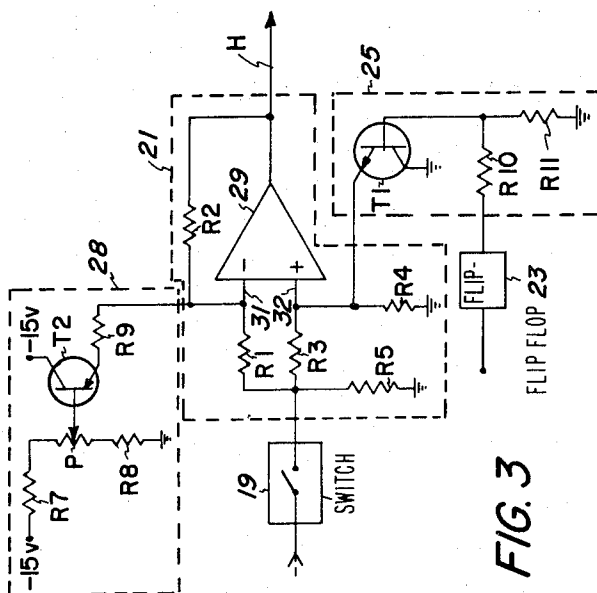 28
-15v
T2
-15v
R7
P
R8
R9
21
R2
H
29
31
-
32
+
R1
R3
R4
R5
19
SWITCH
25
T1
R10
R11
FLIP-
23
FLIP FLOP
FIG. 3